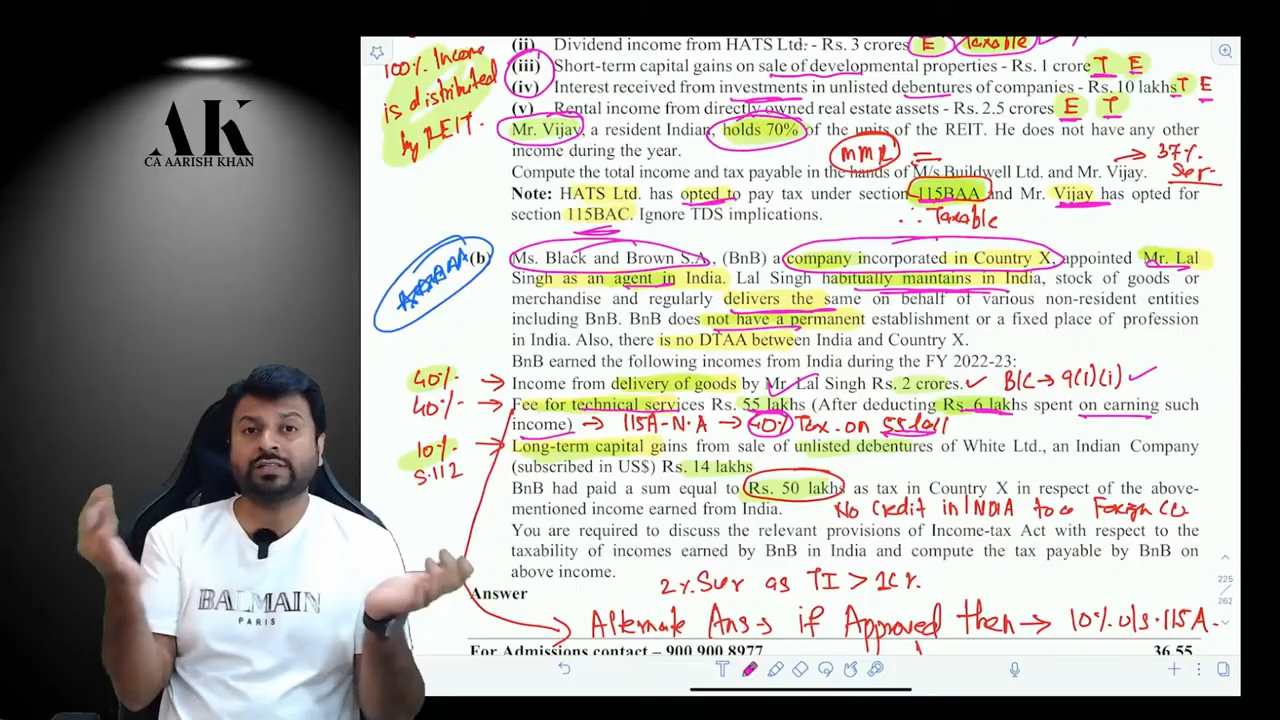 AK
CA AARISH KHAN
BALMAIN
PARIS
100% Income
is distributed
by REIT.
(ii) Dividend income from HATS Ltd. - Rs. 3 crores E Taxable
(iii) Short-term capital gains on sale of developmental properties - Rs. 1 crore T E
(iv) Interest received from investments in unlisted debentures of companies - Rs. 10 lakhs T E
(v) Rental income from directly owned real estate assets - Rs. 2.5 crores E T
Mr. Vijay, a resident Indian, holds 70% of the units of the REIT. He does not have any other
income during the year.
MMR =
→ 37%
Sur
Compute the total income and tax payable in the hands of M/s Buildwell Ltd. and Mr. Vijay.
Note: HATS Ltd. has opted to pay tax under section 115BAA and Mr. Vijay has opted for
section 115BAC. Ignore TDS implications.
∴ Taxable
(b) Ms. Black and Brown S.A, (BnB) a company incorporated in Country X, appointed Mr. Lal
Singh as an agent in India. Lal Singh habitually maintains in India, stock of goods or
merchandise and regularly delivers the same on behalf of various non-resident entities
including BnB. BnB does not have a permanent establishment or a fixed place of profession
in India. Also, there is no DTAA between India and Country X.
BnB earned the following incomes from India during the FY 2022-23:
40% → Income from delivery of goods by Mr. Lal Singh Rs. 2 crores. ✓ B/C → 9(1)(i) ✓
40% → Fee for technical services Rs. 55 lakhs (After deducting Rs. 6 lakhs spent on earning such
income) → 115A-N.A → 40% Tax on 55 lall
10% → Long-term capital gains from sale of unlisted debentures of White Ltd., an Indian Company
S.112 (subscribed in US$) Rs. 14 lakhs
BnB had paid a sum equal to Rs. 50 lakhs as tax in Country X in respect of the above-
mentioned income earned from India. No Credit in INDIA to a Foreign Co
You are required to discuss the relevant provisions of Income-tax Act with respect to the
taxability of incomes earned by BnB in India and compute the tax payable by BnB on
above income.
2% Sur as TI > 1Cr.
Answer
Alternate Ans → if Approved then → 10% u/s. 115A.
For Admissions contact – 900 900 8977 36.55
225
262